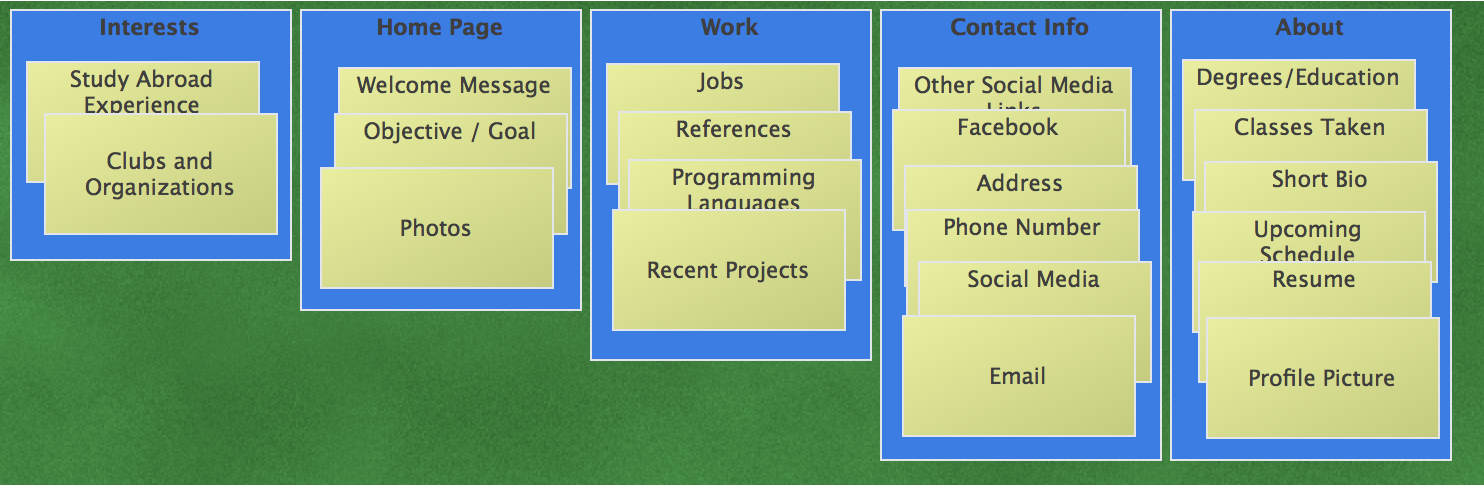 Interests
Study Abroad
Experience
Clubs and
Organizations
Home Page
Welcome Message
Objective / Goal
Photos
Work
Jobs
References
Programming
Languages
Recent Projects
Contact Info
Other Social Media
Links
Facebook
Address
Phone Number
Social Media
Email
About
Degrees/Education
Classes Taken
Short Bio
Upcoming
Schedule
Resume
Profile Picture